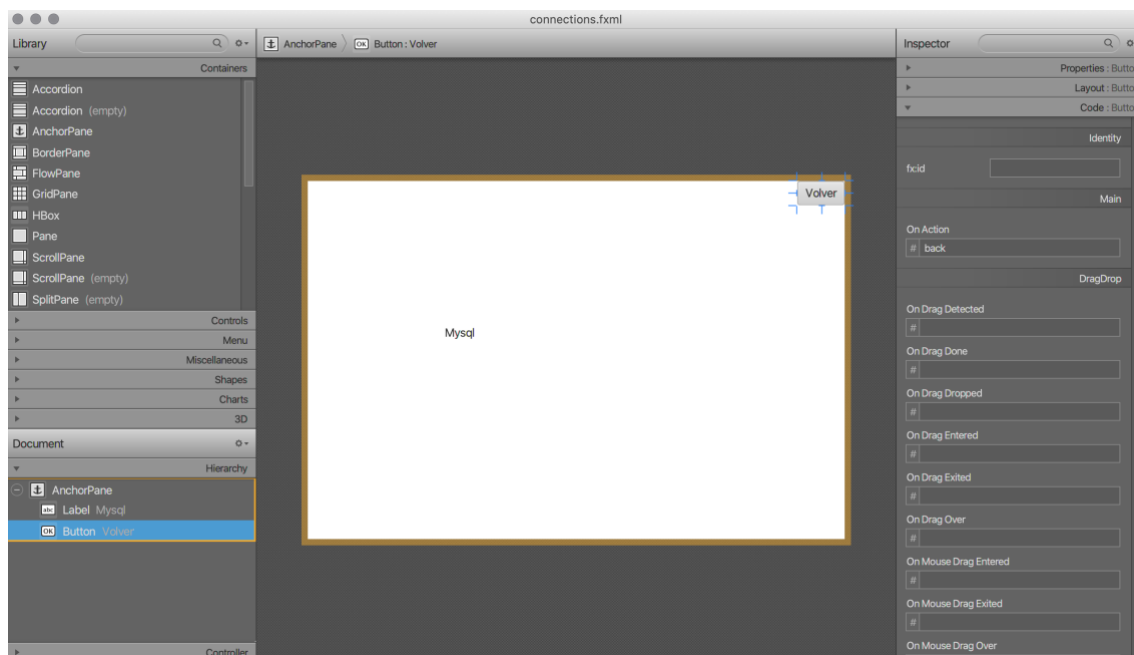 connections.fxml
Library
AnchorPane
OK Button : Volver
Inspector
Containers
Accordion
Accordion (empty)
AnchorPane
BorderPane
FlowPane
GridPane
HBox
Pane
ScrollPane
ScrollPane (empty)
SplitPane (empty)
Controls
Menu
Miscellaneous
Shapes
Charts
3D
Document
Hierarchy
AnchorPane
abc Label Mysql
OK Button Volver
Controller
Volver
Mysql
Properties : Butto
Layout : Butto
Code : Butto
Identity
fx:id
Main
On Action
# back
DragDrop
On Drag Detected
#
On Drag Done
#
On Drag Dropped
#
On Drag Entered
#
On Drag Exited
#
On Drag Over
#
On Mouse Drag Entered
#
On Mouse Drag Exited
#
On Mouse Drag Over